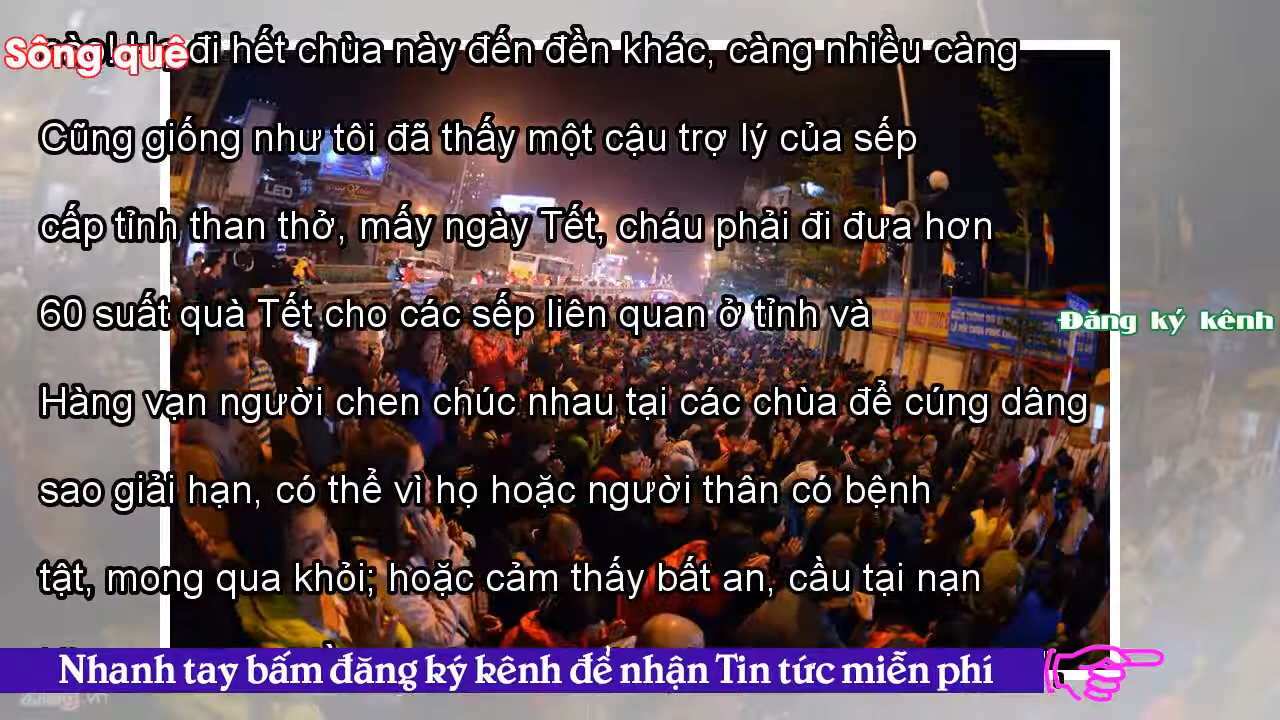 Sông quê
đi hết chùa này đến đền khác, càng nhiều càng
Cũng giống như tôi đã thấy một cậu trợ lý của sếp
cấp tỉnh than thở, mấy ngày Tết, cháu phải đi đưa hơn
60 suất quà Tết cho các sếp liên quan ở tỉnh và
Đăng ký kênh
Hàng vạn người chen chúc nhau tại các chùa để cúng dâng
sao giải hạn, có thể vì họ hoặc người thân có bệnh
tật, mong qua khỏi; hoặc cảm thấy bất an, cầu tại nạn
Nhanh tay bấm đăng ký kênh để nhận Tin tức miễn phí
LED